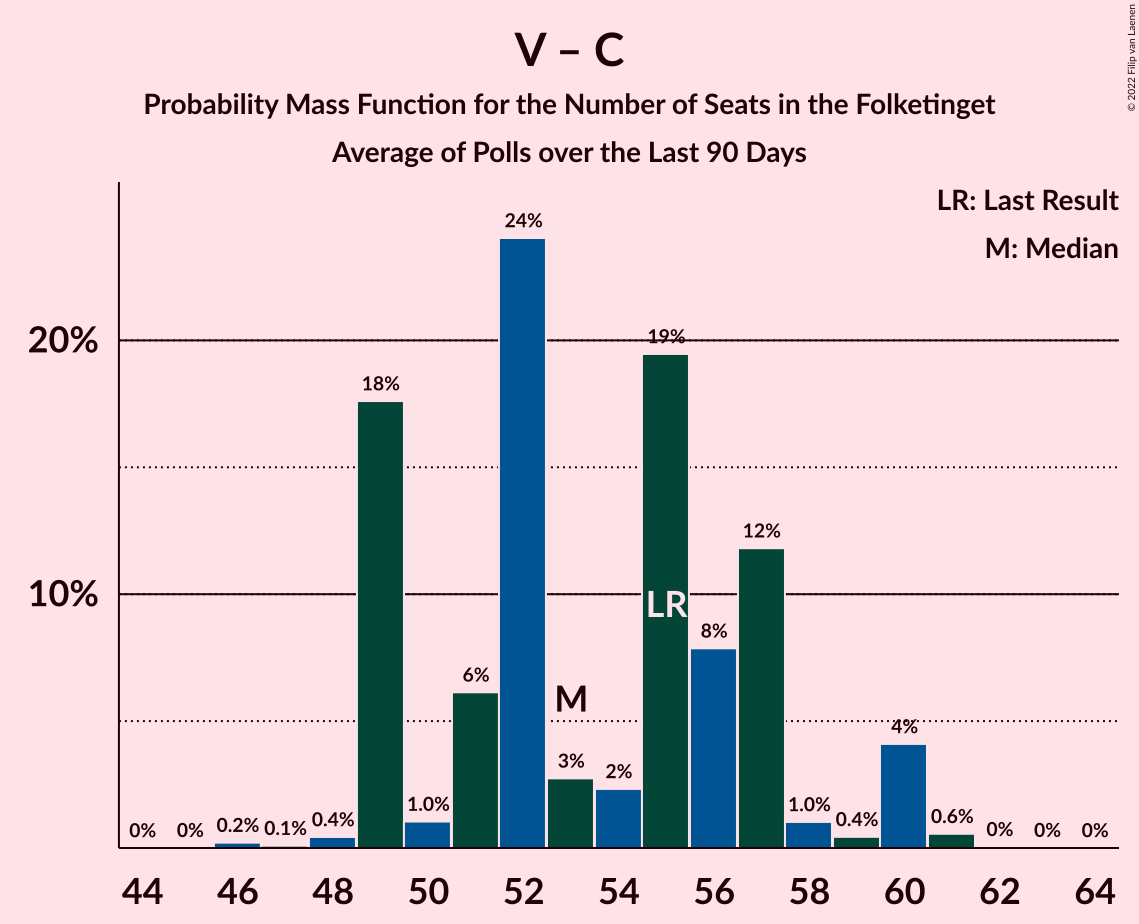 V – C
Probability Mass Function for the Number of Seats in the Folketinget
Average of Polls over the Last 90 Days
© 2022 Filip van Laenen
LR: Last Result
M: Median
24%
20%
19%
18%
12%
10%
LR
8%
6%
M
4%
3%
2%
0%
0%
0.2%
0.1%
0.4%
1.0%
1.0%
0.4%
0.6%
0%
0%
0%
44 46 48 50 52 54 56 58 60 62 64